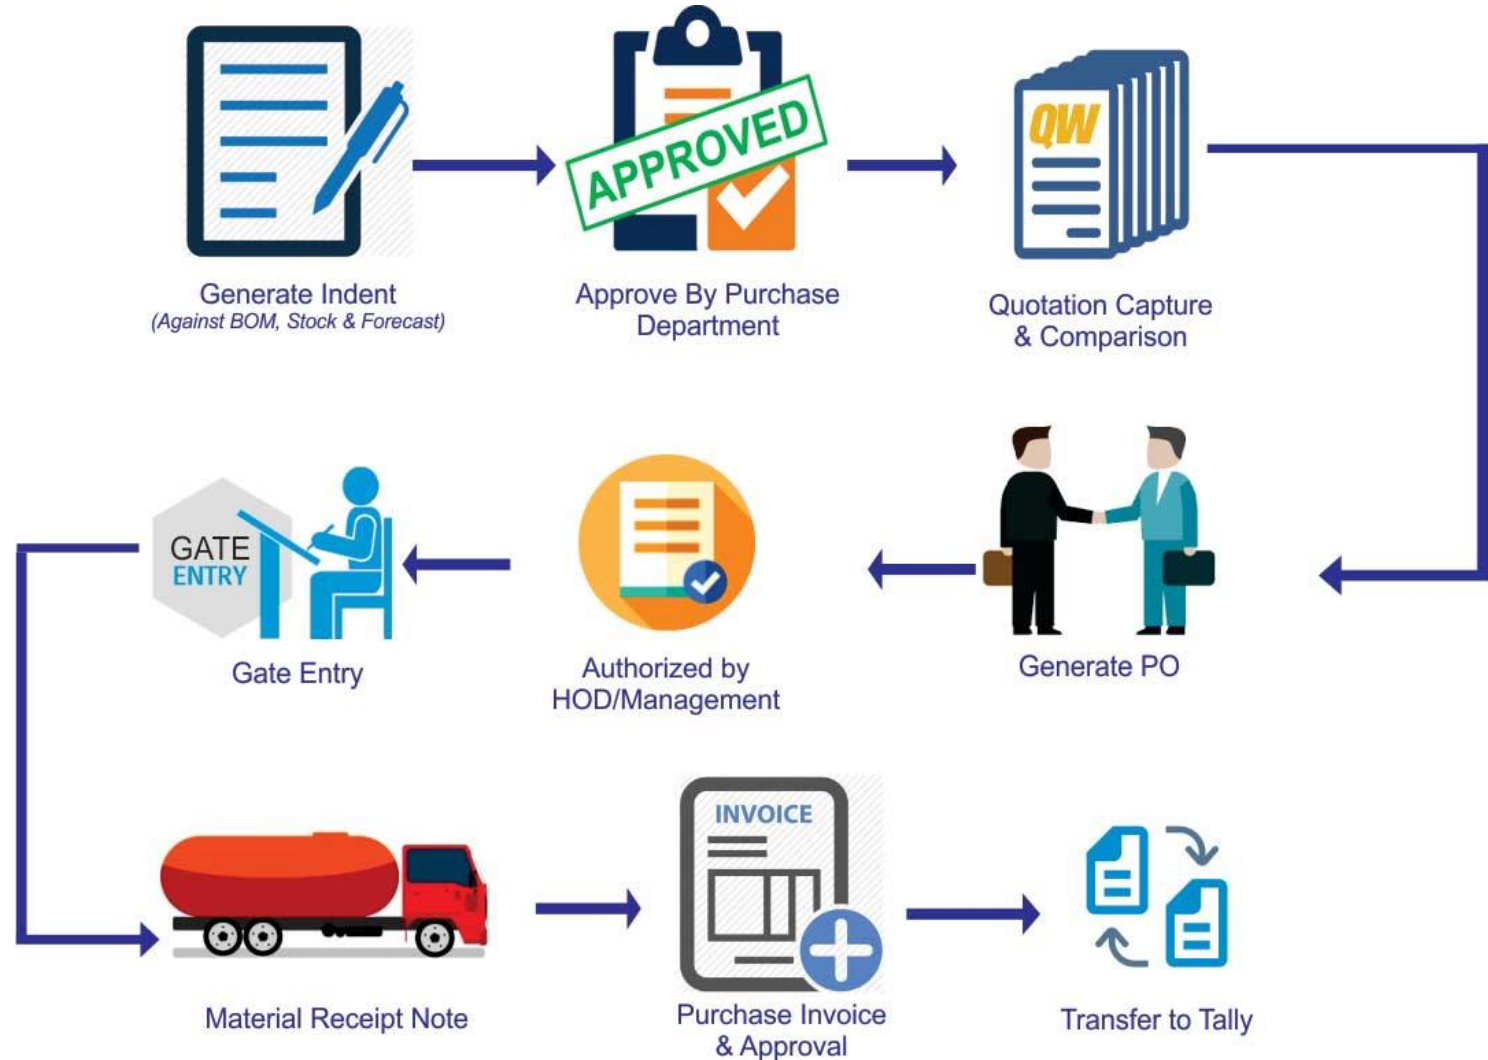 APPROVED
QW
Generate Indent
(Against BOM, Stock & Forecast)
Approve By Purchase
Department
Quotation Capture
& Comparison
GATE
ENTRY
Gate Entry
Authorized by
HOD/Management
Generate PO
INVOICE
Material Receipt Note
Purchase Invoice
& Approval
Transfer to Tally